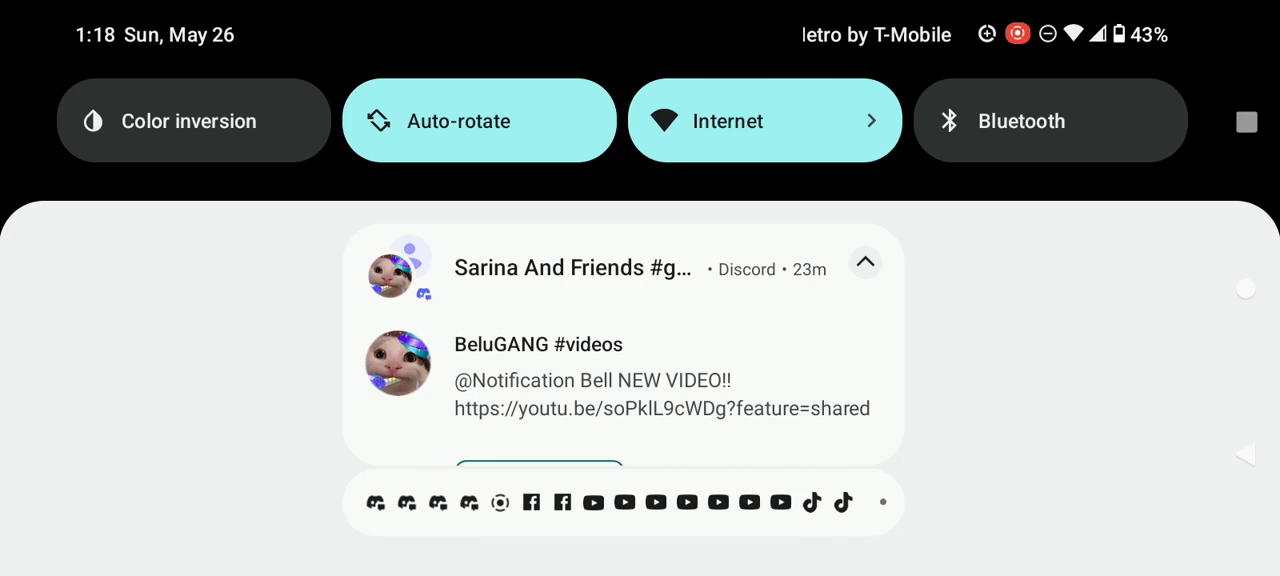 1:18 Sun, May 26
letro by T-Mobile
43%
Color inversion
Auto-rotate
Internet
Bluetooth
Sarina And Friends #g... • Discord • 23m
BeluGANG #videos
@Notification Bell NEW VIDEO!!
https://youtu.be/soPklL9cWDg?feature=shared